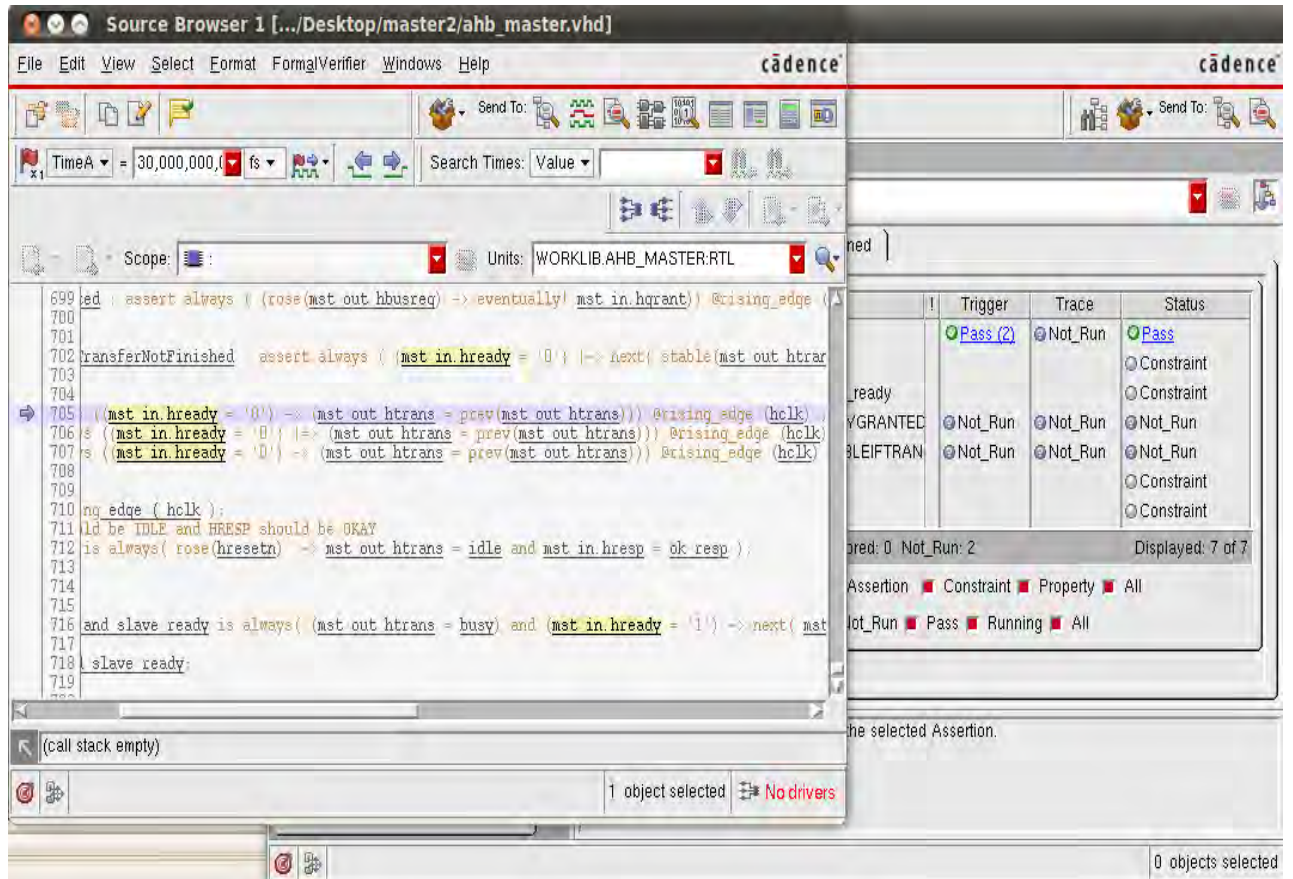 Source Browser 1 [.../Desktop/master2/ahb_master.vhd]
File Edit View Select Format FormalVerifier Windows Help cādence
cādence
Send To:
Send To:
TimeA = 30,000,000,( fs Search Times: Value
Scope: : Units: WORKLIB.AHB_MASTER:RTL
ned
699 ed : assert always ( (rose(mst_out.hbusreq) -> eventually! mst_in.hgrant)) @rising_edge (
700
701
702 TransferNotFinished : assert always ( (mst_in.hready = '0') |-> next( stable(mst_out.htran
703
704
705 ((mst_in.hready = '0') -> (mst_out.htrans = prev(mst_out.htrans))) @rising_edge (hclk)
706 s ((mst_in.hready = '0') |=> (mst_out.htrans = prev(mst_out.htrans))) @rising_edge (hclk)
707 s ((mst_in.hready = '0') -> (mst_out.htrans = prev(mst_out.htrans))) @rising_edge (hclk)
708
709
710 ng_edge ( hclk );
711 ld be IDLE and HRESP should be OKAY
712 is always( rose(hresetn) -> mst_out.htrans = idle and mst_in.hresp = ok_resp );
713
714
715
716 and_slave_ready is always( (mst_out.htrans = busy) and (mst_in.hready = '1') -> next( mst
717
718 slave_ready;
719
! Trigger Trace Status
Pass (2) Not_Run Pass
Constraint
_ready Constraint
YGRANTED Not_Run Not_Run Not_Run
BLEIFTRAN Not_Run Not_Run Not_Run
Constraint
Constraint
ored: 0 Not_Run: 2 Displayed: 7 of 7
Assertion Constraint Property All
Not_Run Pass Running All
(call stack empty)
he selected Assertion.
1 object selected No drivers
0 objects selected